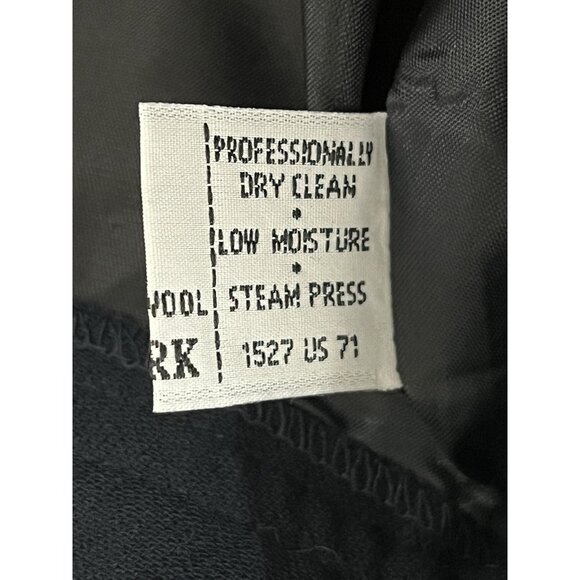 PROFESSIONALLY
DRY CLEAN
•
LOW MOISTURE
•
WOOL STEAM PRESS
RK 1527 US 71